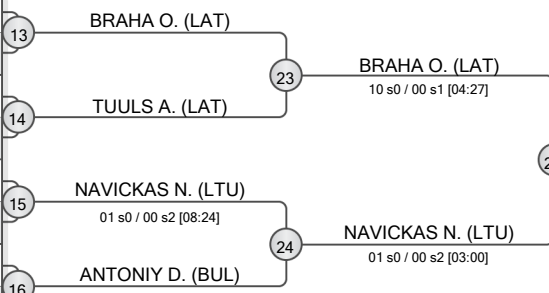 13
BRAHA O. (LAT)
23
BRAHA O. (LAT)
10 s0 / 00 s1 [04:27]
14
TUULS A. (LAT)
15
NAVICKAS N. (LTU)
01 s0 / 00 s2 [08:24]
24
NAVICKAS N. (LTU)
01 s0 / 00 s2 [03:00]
16
ANTONIY D. (BUL)